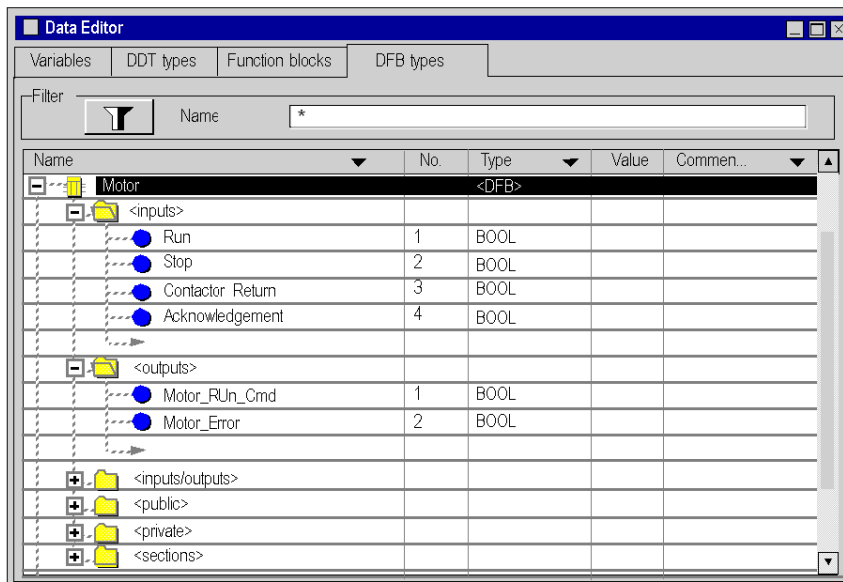 Data Editor
Variables DDT types Function blocks DFB types
Filter
Name *
Name No. Type Value Commen...
Motor <DFB>
<inputs>
Run 1 BOOL
Stop 2 BOOL
Contactor Return 3 BOOL
Acknowledgement 4 BOOL
<outputs>
Motor_RUn_Cmd 1 BOOL
Motor_Error 2 BOOL
<inputs/outputs>
<public>
<private>
<sections>